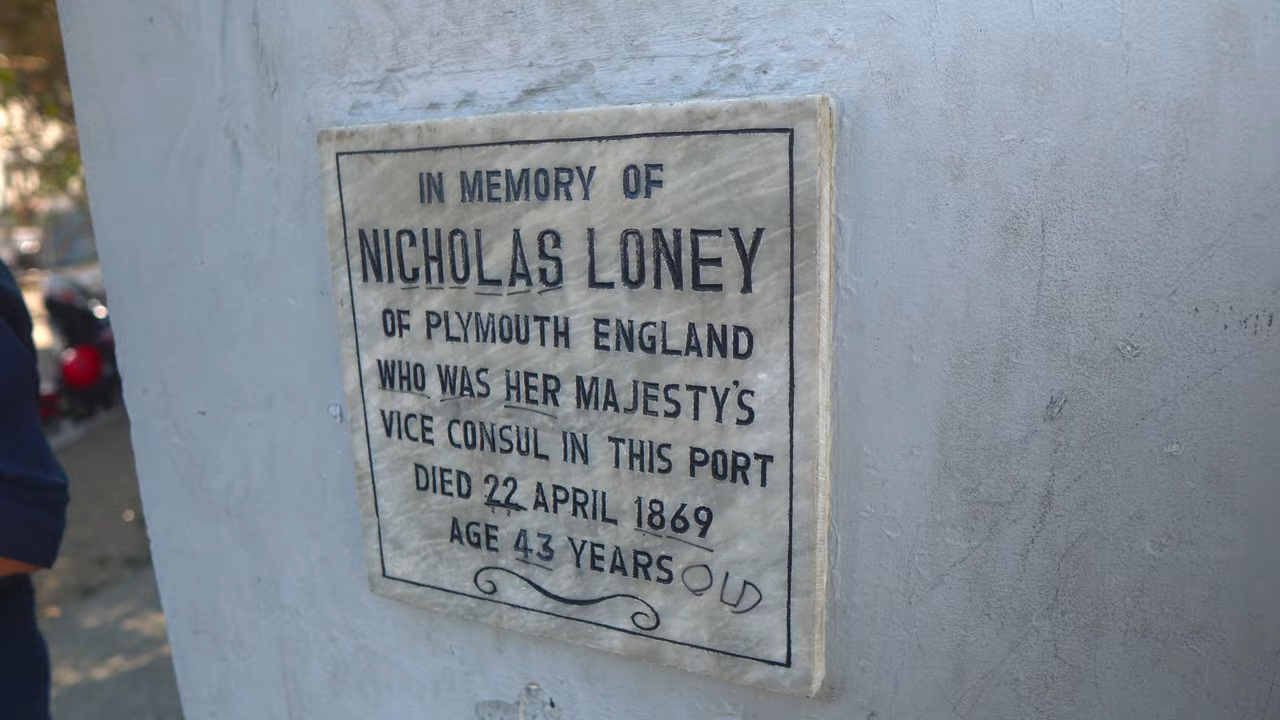 IN MEMORY OF
NICHOLAS LONEY
OF PLYMOUTH ENGLAND
WHO WAS HER MAJESTY'S
VICE CONSUL IN THIS PORT
DIED 22 APRIL 1869
AGE 43 YEARS OLD